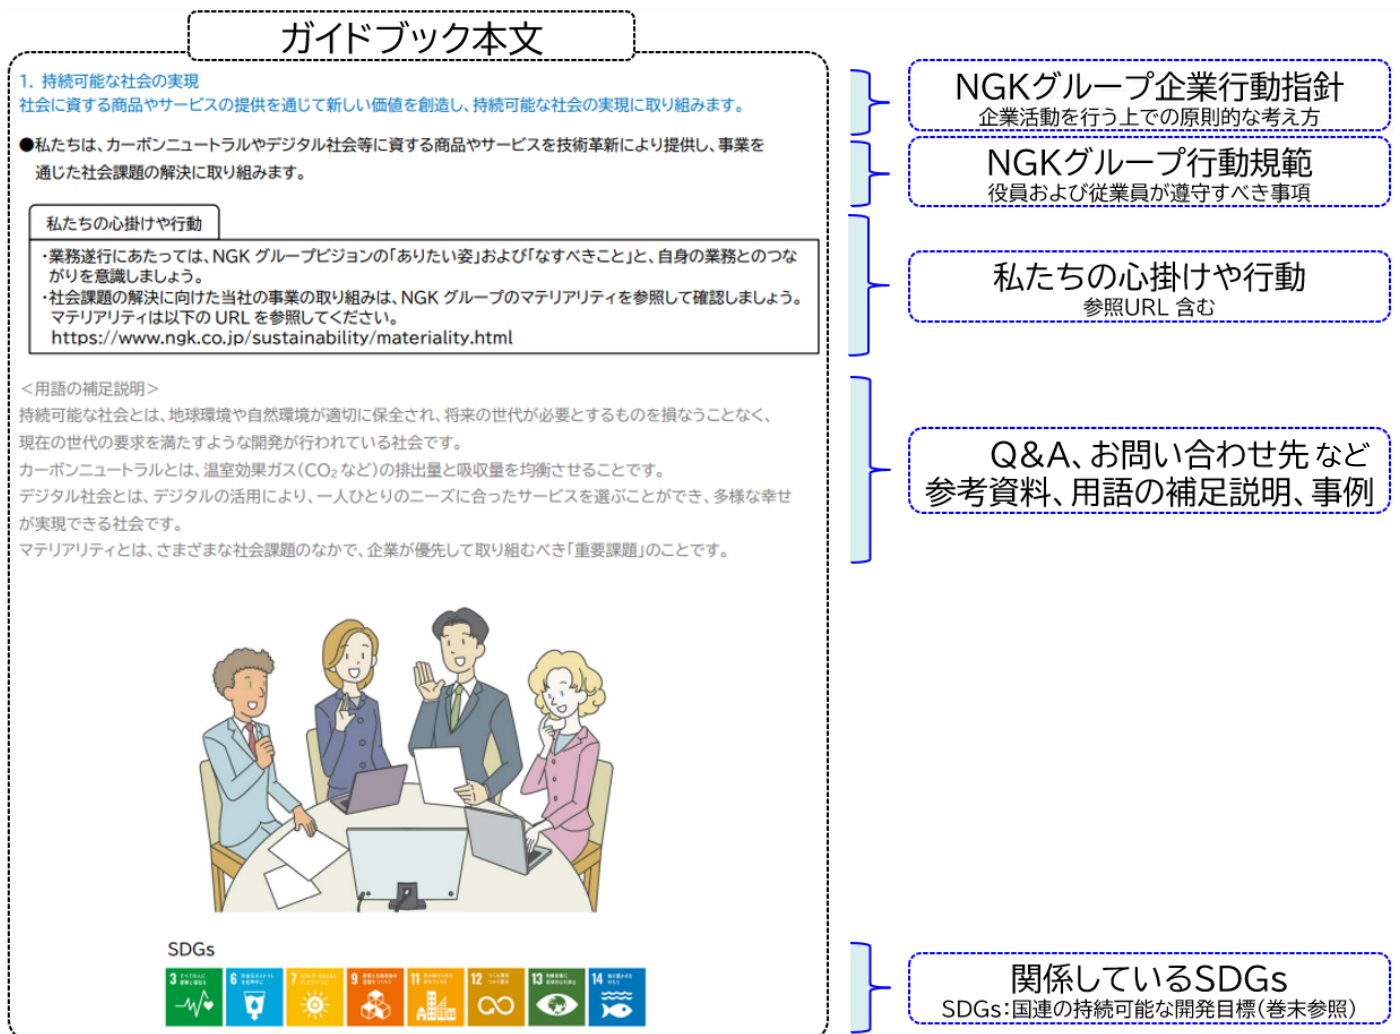 ガイドブック本文
1. 持続可能な社会の実現
社会に資する商品やサービスの提供を通じて新しい価値を創造し、持続可能な社会の実現に取り組みます。
●私たちは、カーボンニュートラルやデジタル社会等に資する商品やサービスを技術革新により提供し、事業を
通じた社会課題の解決に取り組みます。
私たちの心掛けや行動
・業務遂行にあたっては、NGK グループビジョンの「ありたい姿」および「なすべきこと」と、自身の業務とのつな
がりを意識しましょう。
・社会課題の解決に向けた当社の事業の取り組みは、NGK グループのマテリアリティを参照して確認しましょう。
マテリアリティは以下の URL を参照してください。
https://www.ngk.co.jp/sustainability/materiality.html
＜用語の補足説明＞
持続可能な社会とは、地球環境や自然環境が適切に保全され、将来の世代が必要とするものを損なうことなく、
現在の世代の要求を満たすような開発が行われている社会です。
カーボンニュートラルとは、温室効果ガス（CO₂ など）の排出量と吸収量を均衡させることです。
デジタル社会とは、デジタルの活用により、一人ひとりのニーズに合ったサービスを選ぶことができ、多様な幸せ
が実現できる社会です。
マテリアリティとは、さまざまな社会課題のなかで、企業が優先して取り組むべき「重要課題」のことです。
SDGs
3
6
7
9
11
12
13
14
NGKグループ企業行動指針
企業活動を行う上での原則的な考え方
NGKグループ行動規範
役員および従業員が遵守すべき事項
私たちの心掛けや行動
参照URL 含む
Q&A、お問い合わせ先 など
参考資料、用語の補足説明、事例
関係しているSDGs
SDGs：国連の持続可能な開発目標（巻末参照）